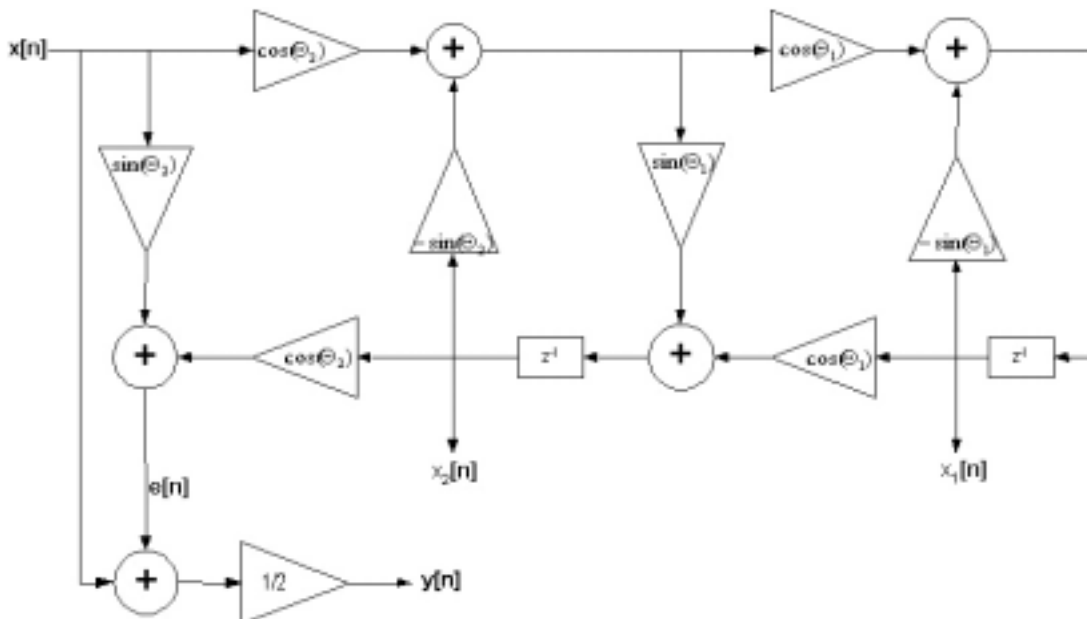 x[n]
cos(Θ₂)
+
cos(Θ₁)
+
sin(Θ₂)
-sin(Θ₂)
sin(Θ₁)
-sin(Θ₁)
+
cos(Θ₂)
z⁻¹
+
cos(Θ₁)
z⁻¹
x₂[n]
x₁[n]
e[n]
+
1/2
y[n]